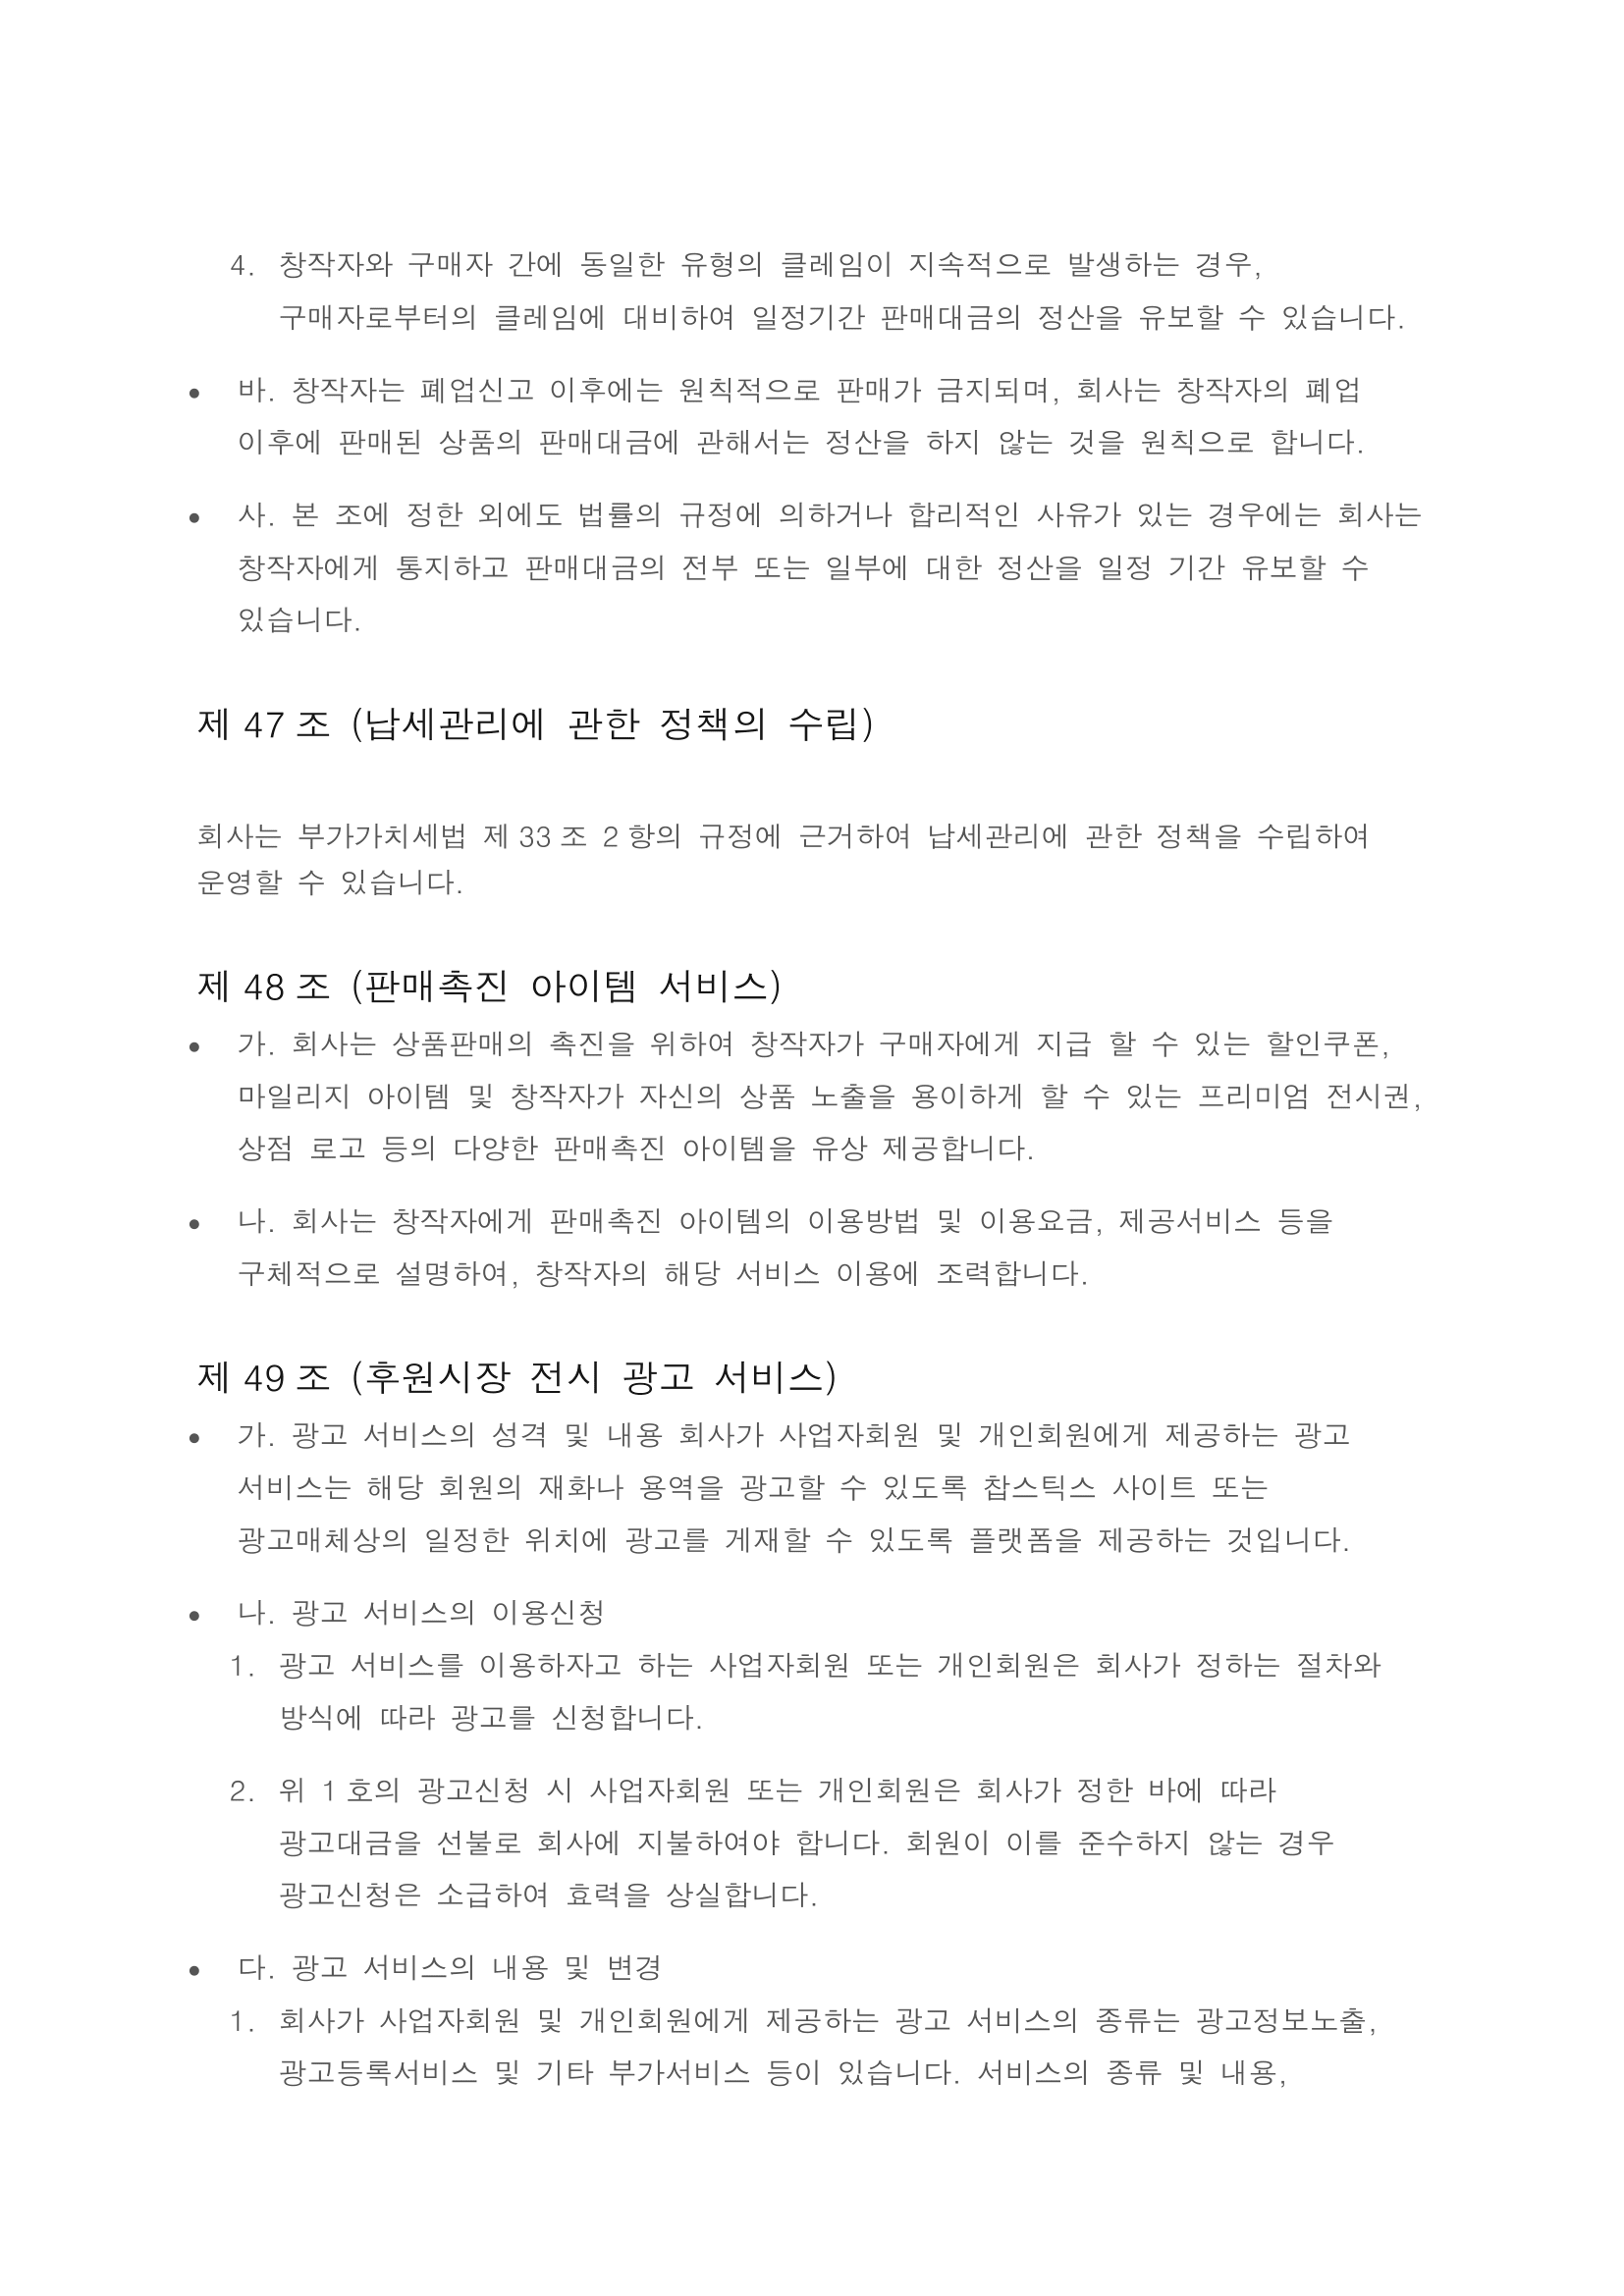 4. 창작자와 구매자 간에 동일한 유형의 클레임이 지속적으로 발생하는 경우,
구매자로부터의 클레임에 대비하여 일정기간 판매대금의 정산을 유보할 수 있습니다.
● 바. 창작자는 폐업신고 이후에는 원칙적으로 판매가 금지되며, 회사는 창작자의 폐업
이후에 판매된 상품의 판매대금에 관해서는 정산을 하지 않는 것을 원칙으로 합니다.
● 사. 본 조에 정한 외에도 법률의 규정에 의하거나 합리적인 사유가 있는 경우에는 회사는
창작자에게 통지하고 판매대금의 전부 또는 일부에 대한 정산을 일정 기간 유보할 수
있습니다.
제 47 조 (납세관리에 관한 정책의 수립)
회사는 부가가치세법 제 33 조 2 항의 규정에 근거하여 납세관리에 관한 정책을 수립하여
운영할 수 있습니다.
제 48 조 (판매촉진 아이템 서비스)
● 가. 회사는 상품판매의 촉진을 위하여 창작자가 구매자에게 지급 할 수 있는 할인쿠폰,
마일리지 아이템 및 창작자가 자신의 상품 노출을 용이하게 할 수 있는 프리미엄 전시권,
상점 로고 등의 다양한 판매촉진 아이템을 유상 제공합니다.
● 나. 회사는 창작자에게 판매촉진 아이템의 이용방법 및 이용요금, 제공서비스 등을
구체적으로 설명하여, 창작자의 해당 서비스 이용에 조력합니다.
제 49 조 (후원시장 전시 광고 서비스)
● 가. 광고 서비스의 성격 및 내용 회사가 사업자회원 및 개인회원에게 제공하는 광고
서비스는 해당 회원의 재화나 용역을 광고할 수 있도록 찹스틱스 사이트 또는
광고매체상의 일정한 위치에 광고를 게재할 수 있도록 플랫폼을 제공하는 것입니다.
● 나. 광고 서비스의 이용신청
1. 광고 서비스를 이용하자고 하는 사업자회원 또는 개인회원은 회사가 정하는 절차와
방식에 따라 광고를 신청합니다.
2. 위 1 호의 광고신청 시 사업자회원 또는 개인회원은 회사가 정한 바에 따라
광고대금을 선불로 회사에 지불하여야 합니다. 회원이 이를 준수하지 않는 경우
광고신청은 소급하여 효력을 상실합니다.
● 다. 광고 서비스의 내용 및 변경
1. 회사가 사업자회원 및 개인회원에게 제공하는 광고 서비스의 종류는 광고정보노출,
광고등록서비스 및 기타 부가서비스 등이 있습니다. 서비스의 종류 및 내용,